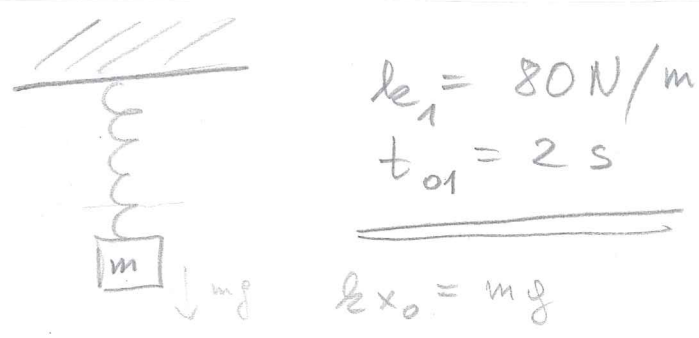 k₁ = 80 N/m
t₀₁ = 2 s
m
mg
kx₀ = mg